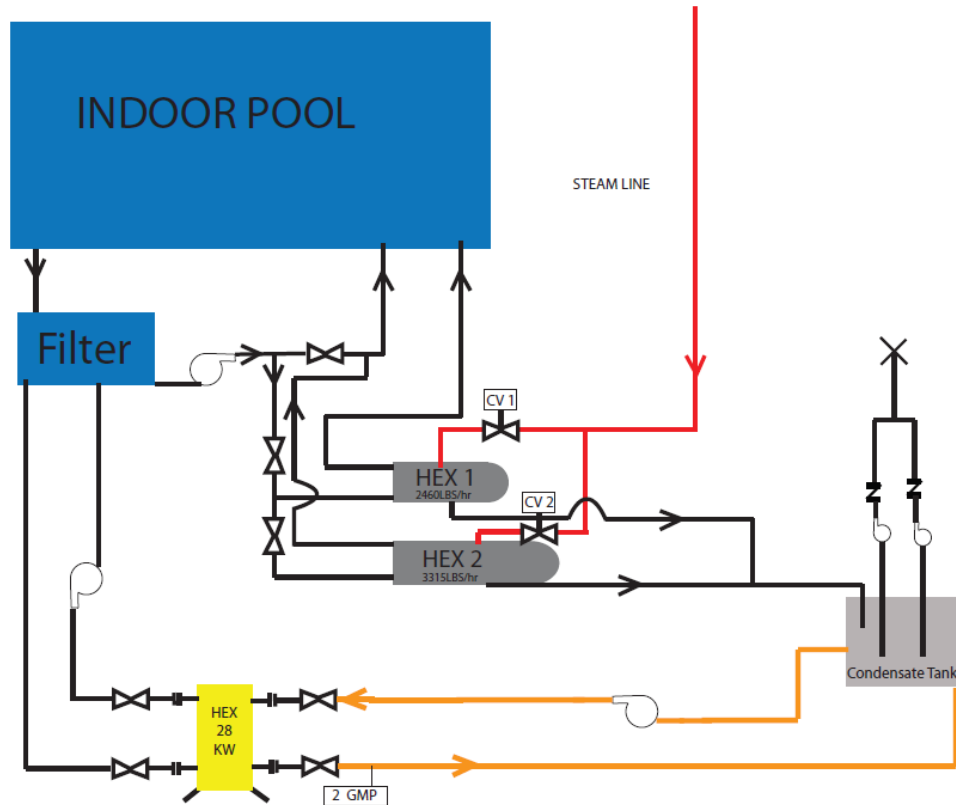 INDOOR POOL
STEAM LINE
Filter
CV 1
HEX 1
2460LBS/hr
CV 2
HEX 2
3315LBS/hr
Condensate Tank
HEX
28
KW
2 GMP